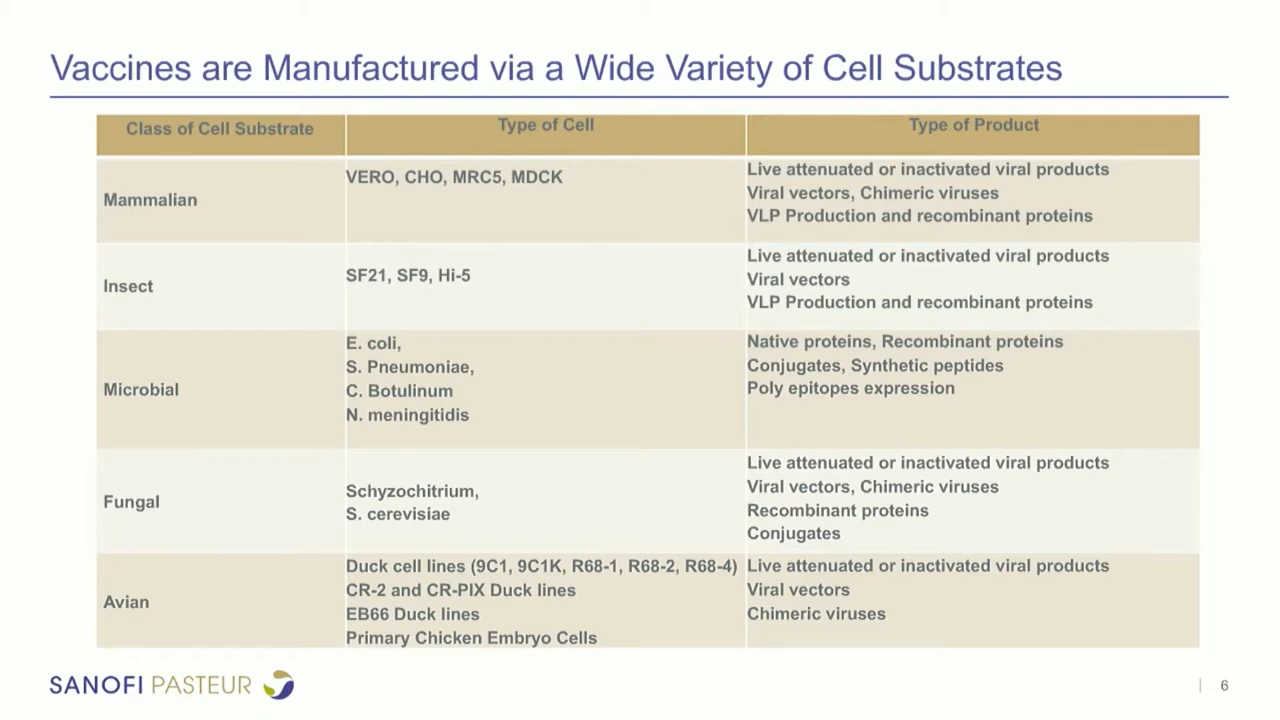 Vaccines are Manufactured via a Wide Variety of Cell Substrates
Class of Cell Substrate
Type of Cell
Type of Product
Mammalian
VERO, CHO, MRC5, MDCK
Live attenuated or inactivated viral products
Viral vectors, Chimeric viruses
VLP Production and recombinant proteins
Insect
SF21, SF9, Hi-5
Live attenuated or inactivated viral products
Viral vectors
VLP Production and recombinant proteins
Microbial
E. coli,
S. Pneumoniae,
C. Botulinum
N. meningitidis
Native proteins, Recombinant proteins
Conjugates, Synthetic peptides
Poly epitopes expression
Fungal
Schyzochitrium,
S. cerevisiae
Live attenuated or inactivated viral products
Viral vectors, Chimeric viruses
Recombinant proteins
Conjugates
Avian
Duck cell lines (9C1, 9C1K, R68-1, R68-2, R68-4)
CR-2 and CR-PIX Duck lines
EB66 Duck lines
Primary Chicken Embryo Cells
Live attenuated or inactivated viral products
Viral vectors
Chimeric viruses
SANOFI PASTEUR
6